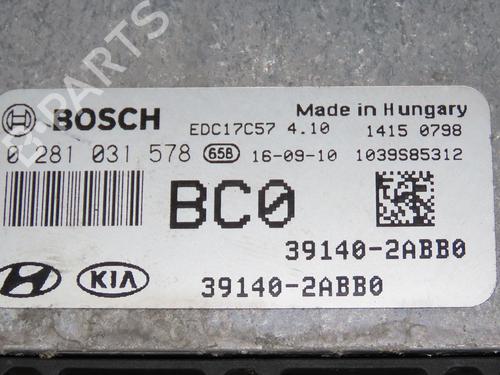 PARTS
BOSCH
EDC17C57 4.10
Made in Hungary
1415 0798
0 281 031 578 65B 16-09-10 1039S85312
BC0
39140-2ABB0
KIA
39140-2ABB0